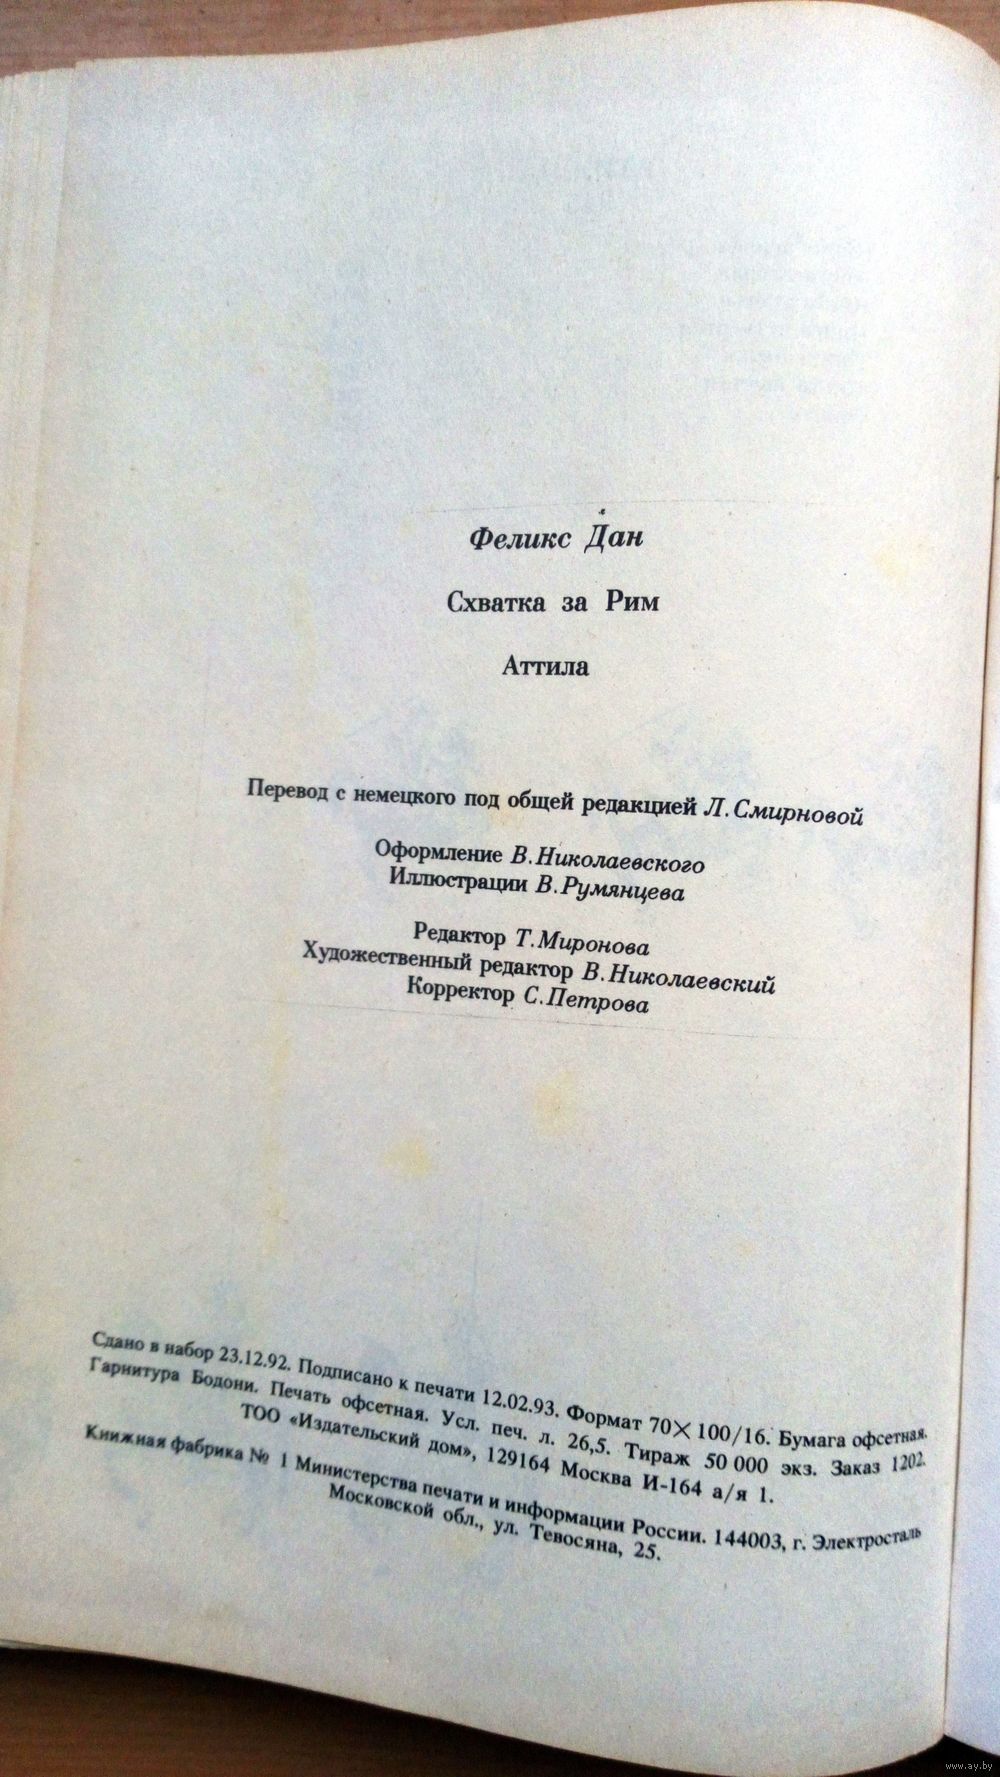 Феликс Дан
Схватка за Рим
Аттила
Перевод с немецкого под общей редакцией Л.Смирновой
Оформление В.Николаевского
Иллюстрации В.Румянцева
Редактор Т.Миронова
Художественный редактор В.Николаевский
Корректор С.Петрова
Сдано в набор 23.12.92. Подписано к печати 12.02.93. Формат 70×100/16. Бумага офсетная.
Гарнитура Бодони. Печать офсетная. Усл. печ. л. 26,5. Тираж 50 000 экз. Заказ 1202.
ТОО «Издательский дом», 129164 Москва И-164 а/я 1.
Книжная фабрика № 1 Министерства печати и информации России. 144003, г. Электросталь
Московской обл., ул. Тевосяна, 25.
www.ay.by